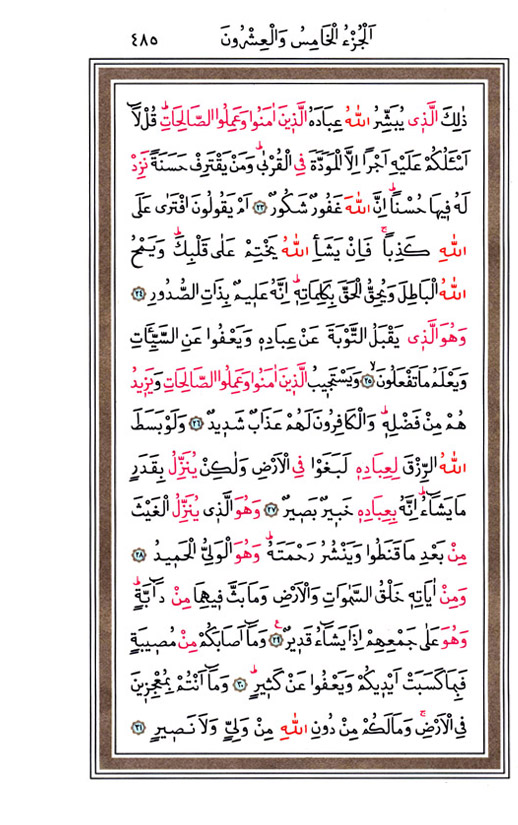 اَلْجُزْءُ الْخَامِسُ وَالْعِشْرُونَ ٤٨٥
ذٰلِكَ الَّذ۪ي يُبَشِّرُ اللّٰهُ عِبَادَهُ الَّذ۪ينَ اٰمَنُوا وَعَمِلُوا الصَّالِحَاتِۜ قُلْ لَٓا
اَسْـَٔلُكُمْ عَلَيْهِ اَجْرًا اِلَّا الْمَوَدَّةَ فِي الْقُرْبٰىۜ وَمَنْ يَقْتَرِفْ حَسَنَةً نَزِدْ
لَهُ ف۪يهَا حُسْنًاۜ اِنَّ اللّٰهَ غَفُورٌ شَكُورٌ ﴿٢٣﴾ اَمْ يَقُولُونَ افْتَرٰى عَلَى
اللّٰهِ كَذِبًاۚ فَاِنْ يَشَأِ اللّٰهُ يَخْتِمْ عَلٰى قَلْبِكَۜ وَيَمْحُ
اللّٰهُ الْبَاطِلَ وَيُحِقُّ الْحَقَّ بِكَلِمَاتِه۪ۜ اِنَّهُ عَل۪يمٌ بِذَاتِ الصُّدُورِ ﴿٢٤﴾
وَهُوَ الَّذ۪ي يَقْبَلُ التَّوْبَةَ عَنْ عِبَادِه۪ وَيَعْفُوا عَنِ السَّيِّـَٔاتِ
وَيَعْلَمُ مَا تَفْعَلُونَۙ ﴿٢٥﴾ وَيَسْتَج۪يبُ الَّذ۪ينَ اٰمَنُوا وَعَمِلُوا الصَّالِحَاتِ وَيَز۪يدُ
هُمْ مِنْ فَضْلِه۪ۜ وَالْكَافِرُونَ لَهُمْ عَذَابٌ شَد۪يدٌ ﴿٢٦﴾ وَلَوْ بَسَطَ
اللّٰهُ الرِّزْقَ لِعِبَادِه۪ لَبَغَوْا فِي الْاَرْضِ وَلٰكِنْ يُنَزِّلُ بِقَدَرٍ
مَا يَشَٓاءُۜ اِنَّهُ بِعِبَادِه۪ خَب۪يرٌ بَص۪يرٌ ﴿٢٧﴾ وَهُوَ الَّذ۪ي يُنَزِّلُ الْغَيْثَ
مِنْ بَعْدِ مَا قَنَطُوا وَيَنْشُرُ رَحْمَتَهُۜ وَهُوَ الْوَلِيُّ الْحَم۪يدُ ﴿٢٨﴾
وَمِنْ اٰيَاتِه۪ خَلْقُ السَّمٰوَاتِ وَالْاَرْضِ وَمَا بَثَّ ف۪يهِمَا مِنْ دَٓابَّةٍۜ
وَهُوَ عَلٰى جَمْعِهِمْ اِذَا يَشَٓاءُ قَد۪يرٌ۟ ﴿٢٩﴾ وَمَٓا اَصَابَكُمْ مِنْ مُص۪يبَةٍ
فَبِمَا كَسَبَتْ اَيْد۪يكُمْ وَيَعْفُوا عَنْ كَث۪يرٍۜ ﴿٣٠﴾ وَمَٓا اَنْتُمْ بِمُعْجِز۪ينَ
فِي الْاَرْضِۚ وَمَا لَكُمْ مِنْ دُونِ اللّٰهِ مِنْ وَلِيٍّ وَلَا نَص۪يرٍ ﴿٣١﴾